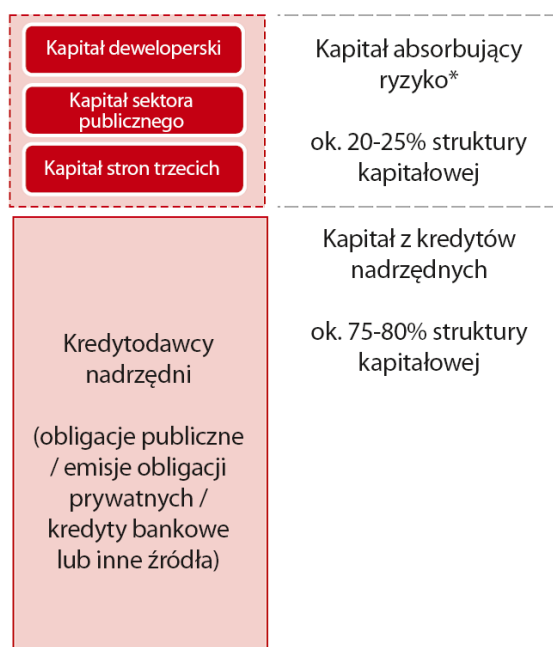 Kapitał deweloperski
Kapitał sektora
publicznego
Kapitał stron trzecich
Kapitał absorbujący
ryzyko*
ok. 20-25% struktury
kapitałowej
Kredytodawcy
nadrzędni
(obligacje publiczne
/ emisje obligacji
prywatnych /
kredyty bankowe
lub inne źródła)
Kapitał z kredytów
nadrzędnych
ok. 75-80% struktury
kapitałowej